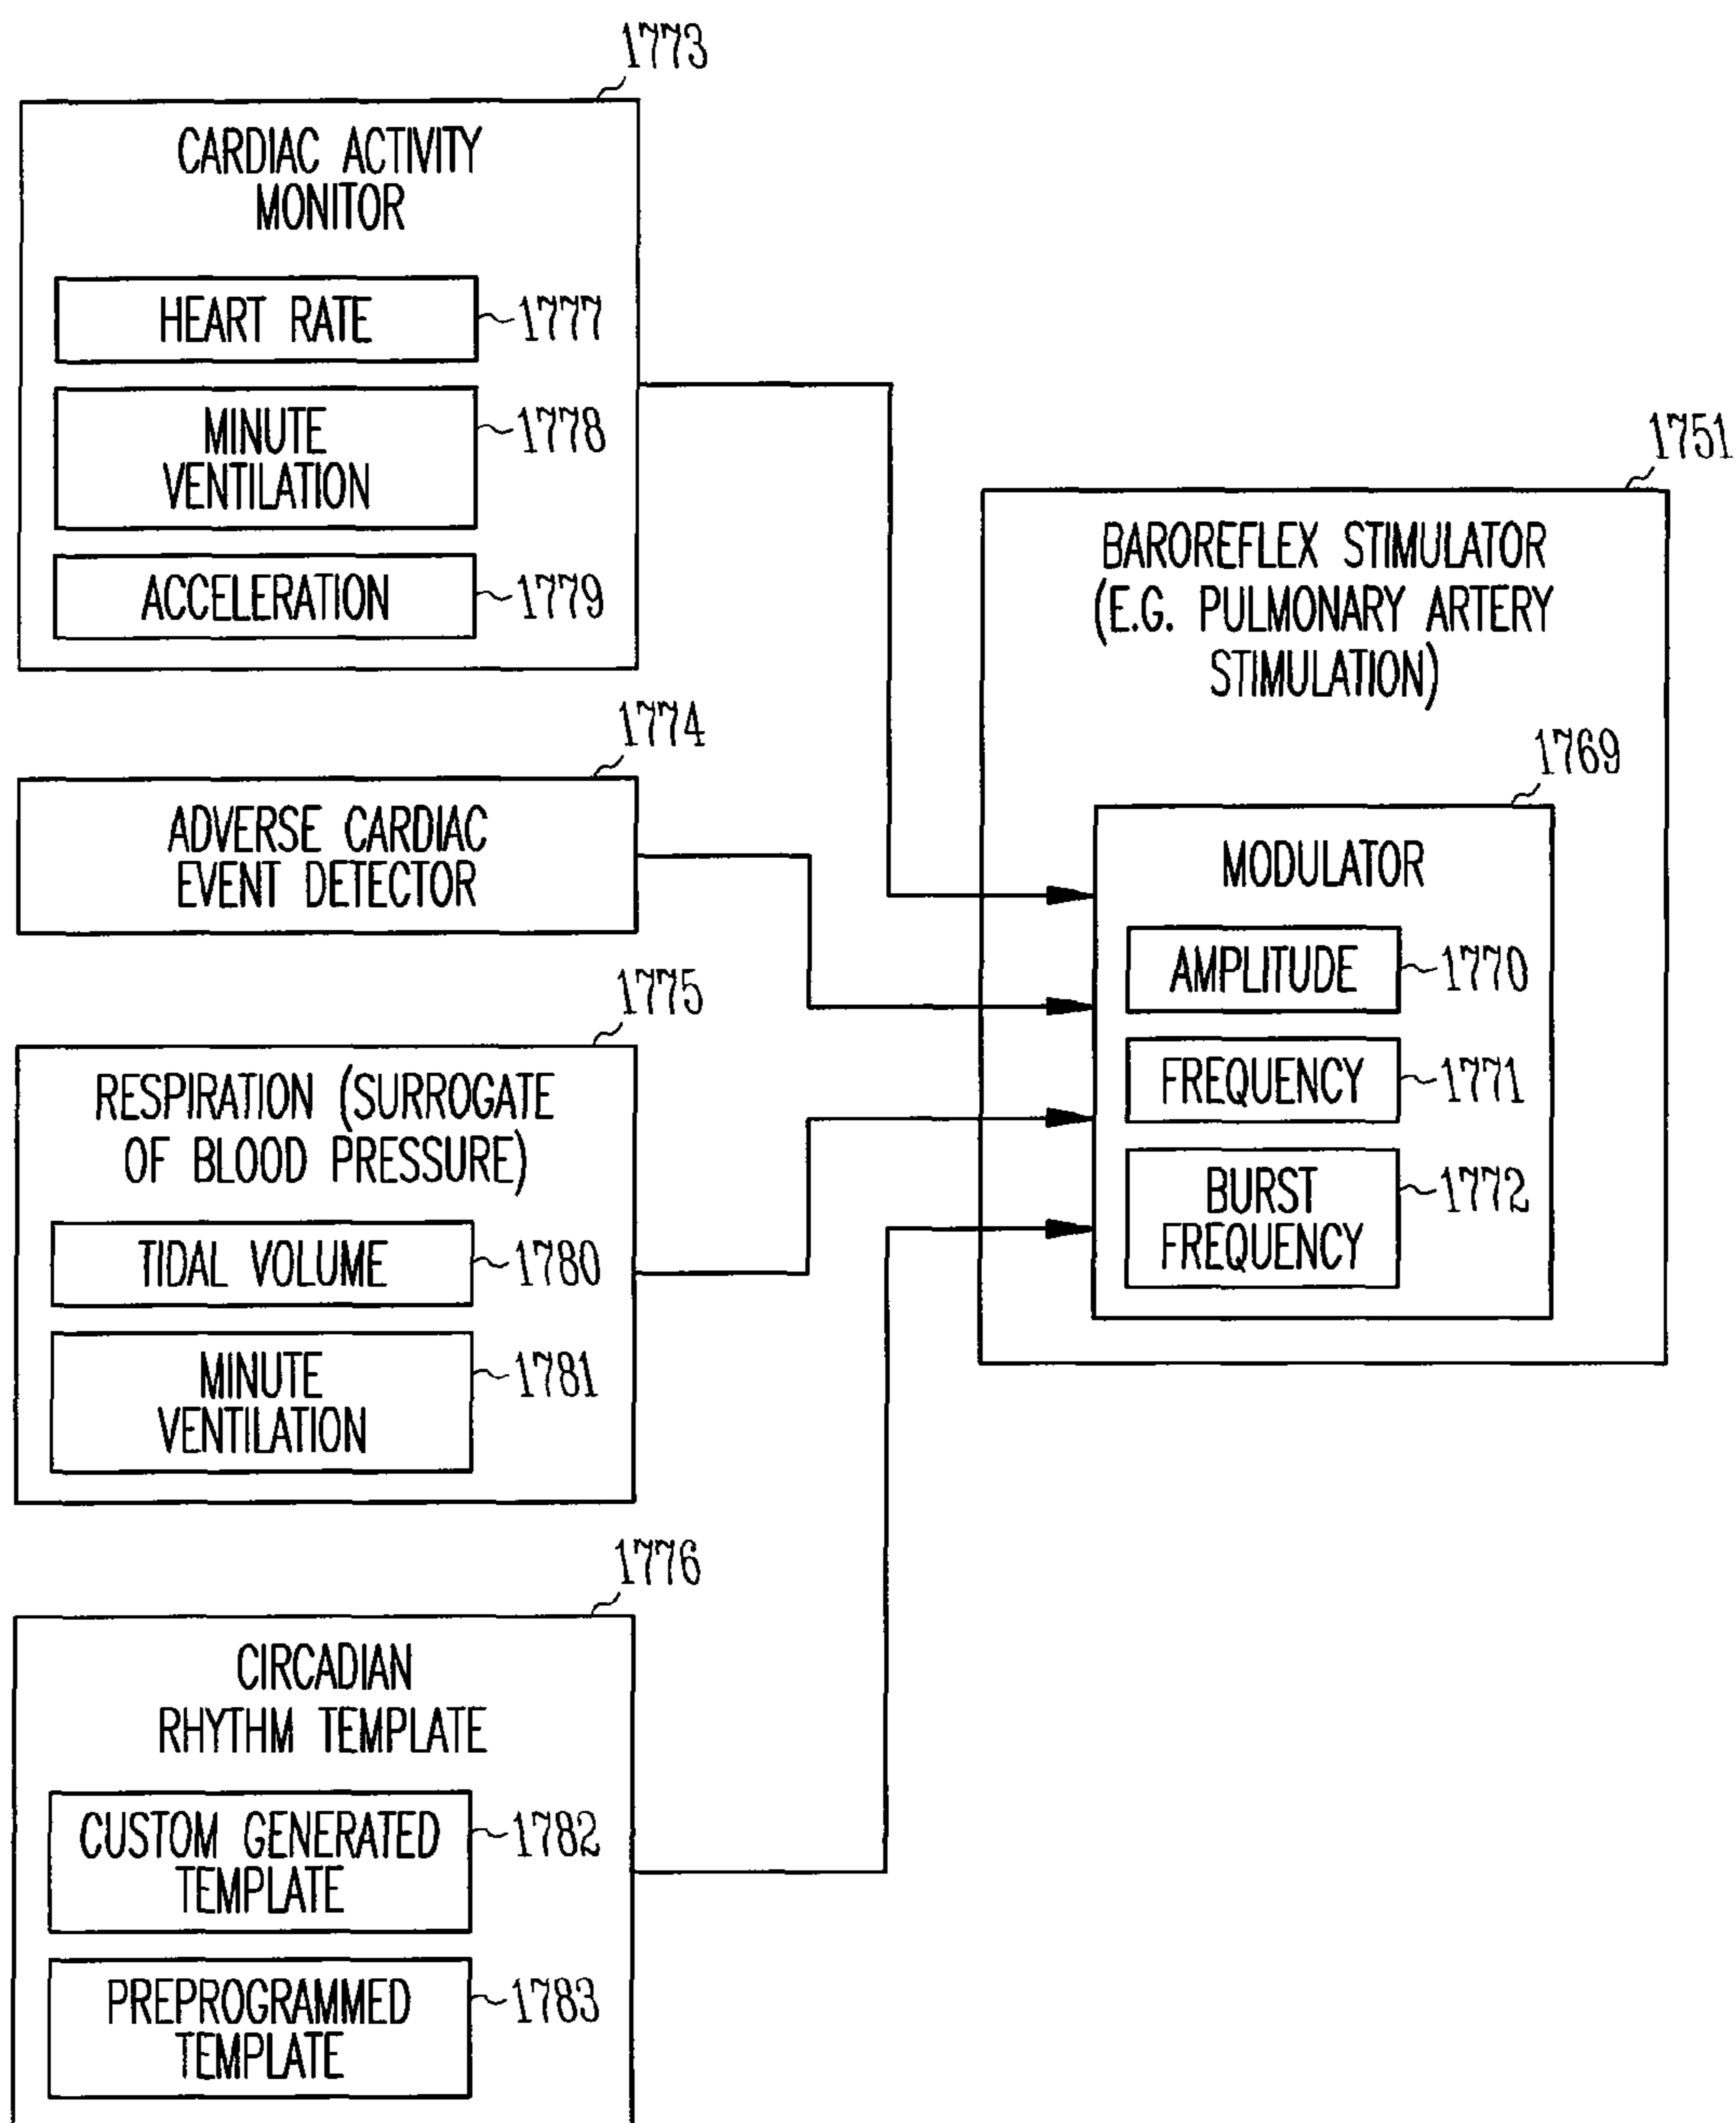 1773
CARDIAC ACTIVITY
MONITOR
HEART RATE
1777
MINUTE
VENTILATION
1778
ACCELERATION
1779
1774
ADVERSE CARDIAC
EVENT DETECTOR
1775
RESPIRATION (SURROGATE
OF BLOOD PRESSURE)
TIDAL VOLUME
1780
MINUTE
VENTILATION
1781
1776
CIRCADIAN
RHYTHM TEMPLATE
CUSTOM GENERATED
TEMPLATE
1782
PREPROGRAMMED
TEMPLATE
1783
1751
BAROREFLEX STIMULATOR
(E.G. PULMONARY ARTERY
STIMULATION)
1769
MODULATOR
AMPLITUDE
1770
FREQUENCY
1771
BURST
FREQUENCY
1772